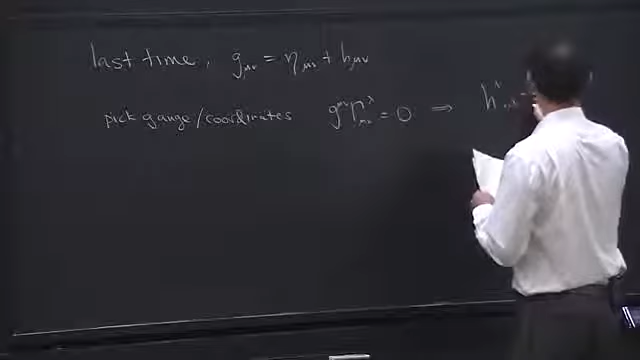 last time, g_μν = η_μν + h_μν
pick gauge/coordinates g^μν Γ^λ_μν = 0 ⇒ h